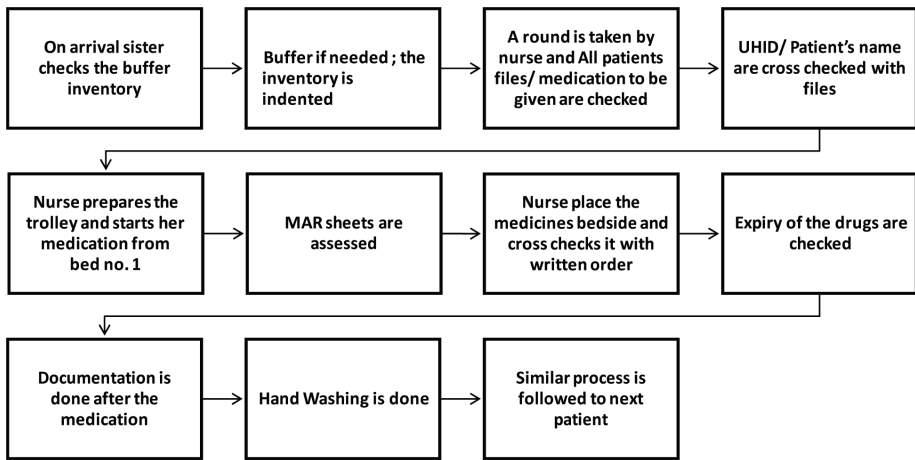 On arrival sister
checks the buffer
inventory
Buffer if needed ; the
inventory is
indented
A round is taken by
nurse and All patients
files/ medication to be
given are checked
UHID/ Patient's name
are cross checked with
files
Nurse prepares the
trolley and starts her
medication from
bed no. 1
MAR sheets are
assessed
Nurse place the
medicines bedside and
cross checks it with
written order
Expiry of the drugs are
checked
Documentation is
done after the
medication
Hand Washing is done
Similar process is
followed to next
patient